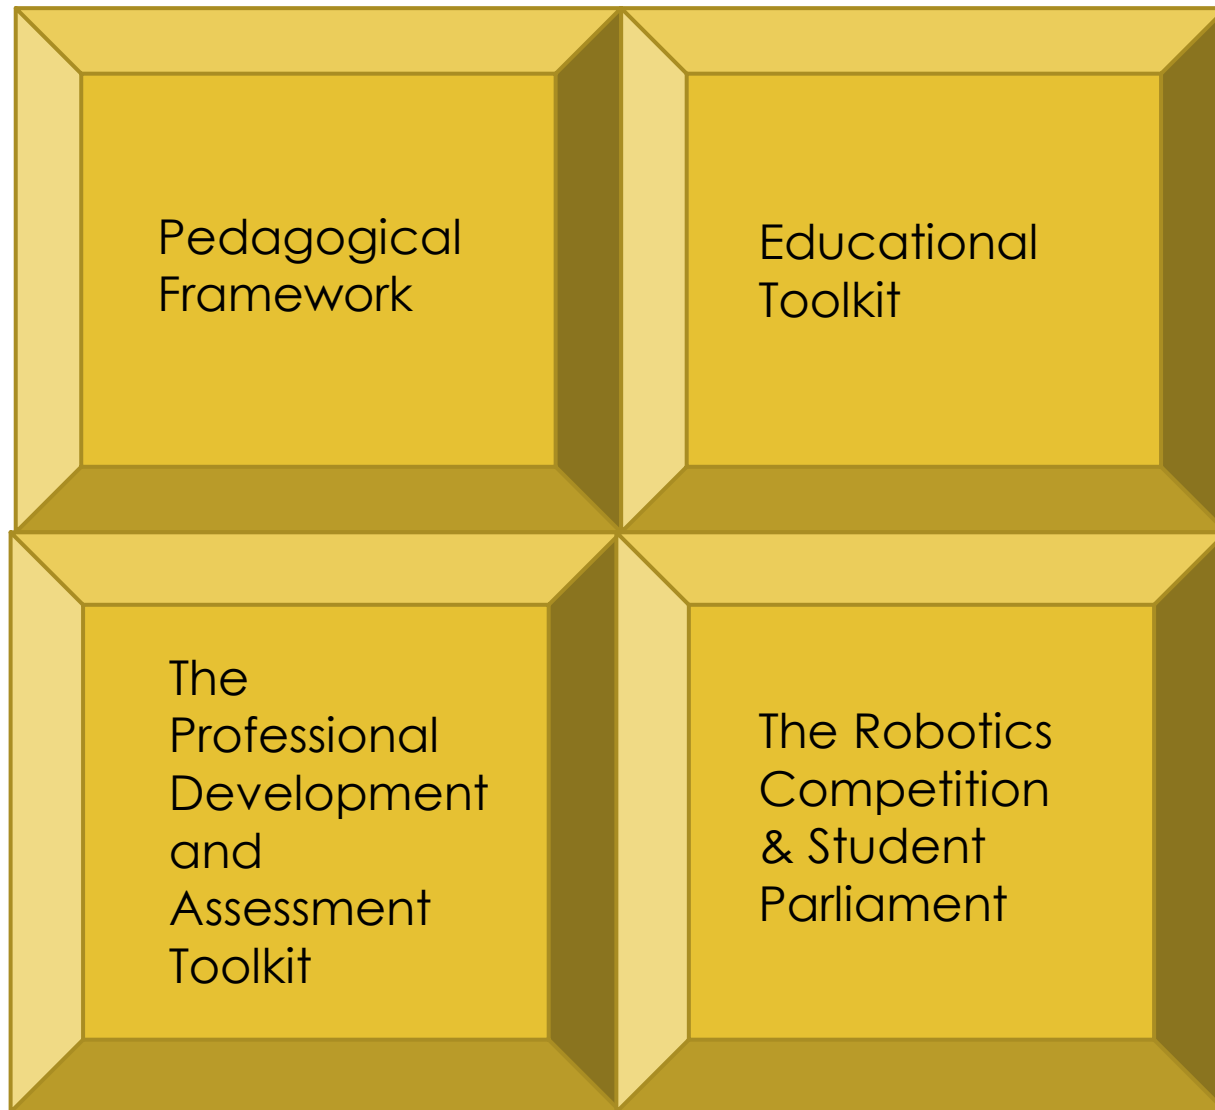 Pedagogical
Framework
Educational
Toolkit
The
Professional
Development
and
Assessment
Toolkit
The Robotics
Competition
& Student
Parliament